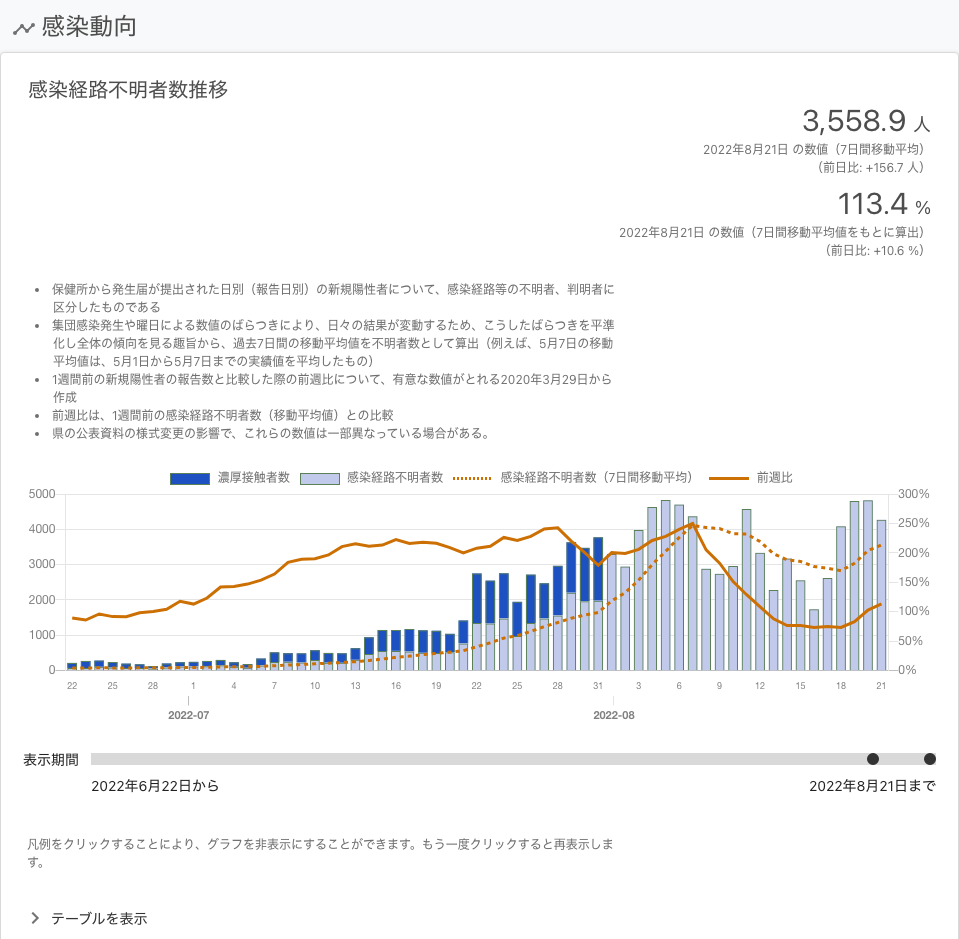 感染動向
感染経路不明者数推移
3,558.9 人
2022年8月21日 の数値（7日間移動平均）
（前日比: +156.7 人）
113.4 %
2022年8月21日 の数値（7日間移動平均値をもとに算出）
（前日比: +10.6 %）
• 保健所から発生届が提出された日別（報告日別）の新規陽性者について、感染経路等の不明者、判明者に
区分したものである
• 集団感染発生や曜日による数値のばらつきにより、日々の結果が変動するため、こうしたばらつきを平準
化し全体の傾向を見る趣旨から、過去7日間の移動平均値を不明者数として算出（例えば、5月7日の移動
平均値は、5月1日から5月7日までの実績値を平均したもの）
• 1週間前の新規陽性者の報告数と比較した際の前週比について、有意な数値がとれる2020年3月29日から
作成
• 前週比は、1週間前の感染経路不明者数（移動平均値）との比較
• 県の公表資料の様式変更の影響で、これらの数値は一部異なっている場合がある。
濃厚接触者数 感染経路不明者数 感染経路不明者数（7日間移動平均） 前週比
5000 300%
4000 250%
3000 200%
2000 150%
1000 100%
0 50%
0%
22 25 28 1 4 7 10 13 16 19 22 25 28 31 3 6 9 12 15 18 21
2022-07 2022-08
表示期間
2022年6月22日から 2022年8月21日まで
凡例をクリックすることにより、グラフを非表示にすることができます。もう一度クリックすると再表示しま
す。
テーブルを表示